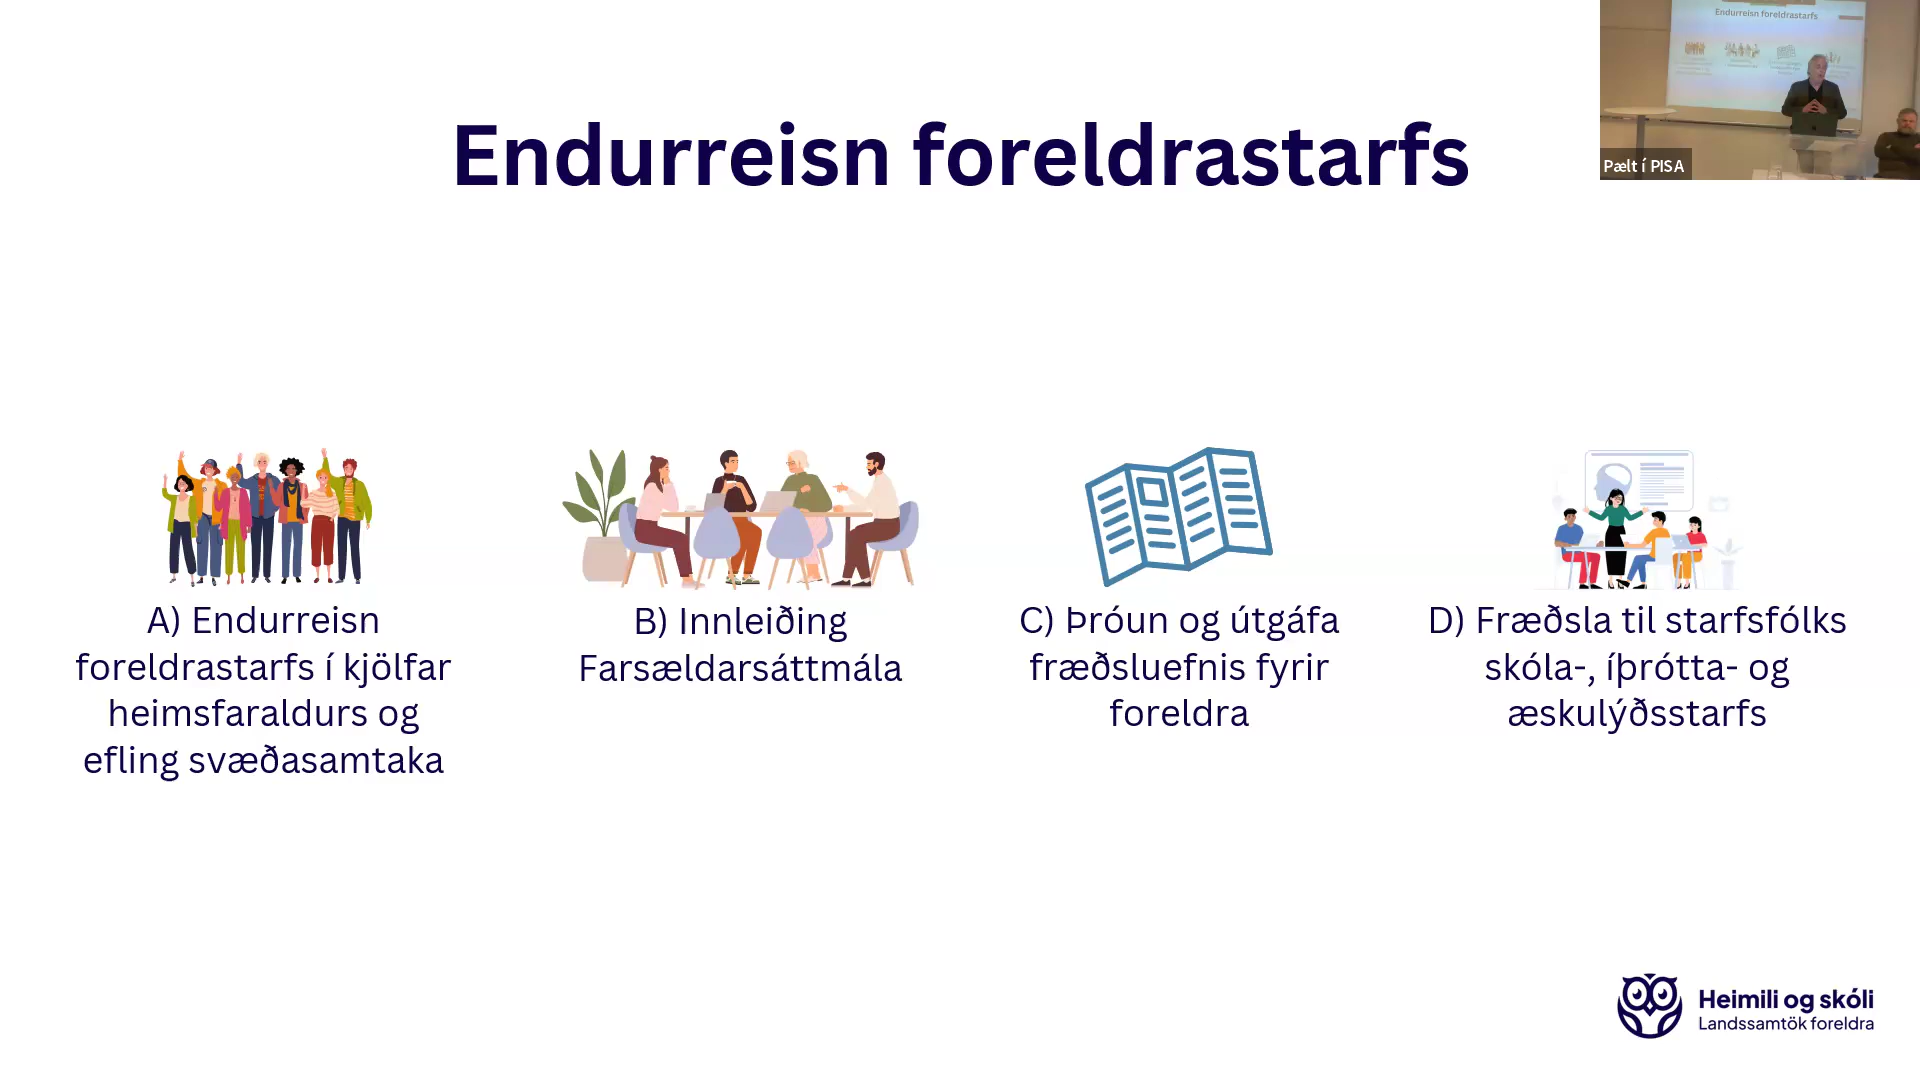 Endurreisn foreldrastarfs
Endurreisn foreldrastarfs
Pælt í PISA
A) Endurreisn
foreldrastarfs í kjölfar
heimsfaraldurs og
efling svæðasamtaka
B) Innleiðing
Farsældarsáttmála
C) Þróun og útgáfa
fræðsluefnis fyrir
foreldra
D) Fræðsla til starfsfólks
skóla-, íþrótta- og
æskulýðsstarfs
Heimili og skóli
Landssamtök foreldra